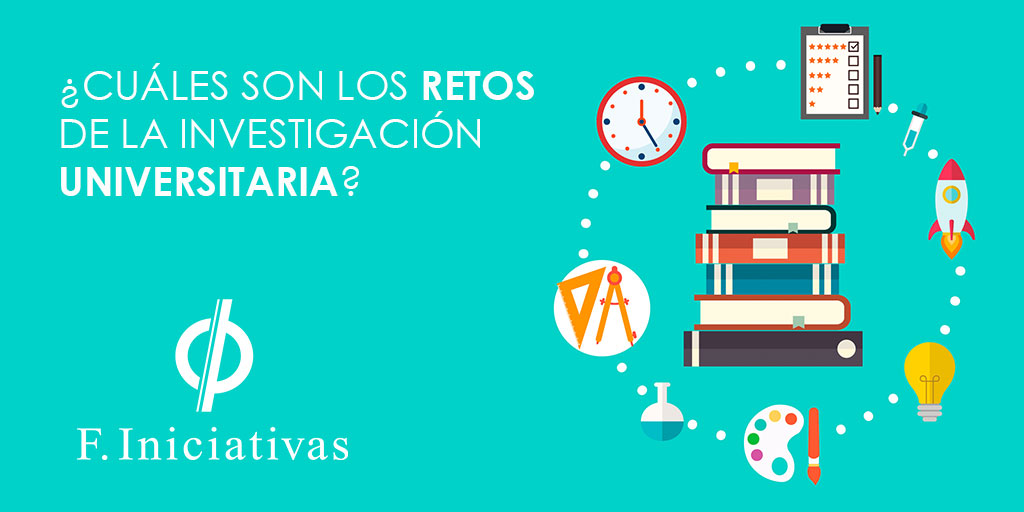 ¿CUÁLES SON LOS RETOS
DE LA INVESTIGACIÓN
UNIVERSITARIA?
F. Iniciativas